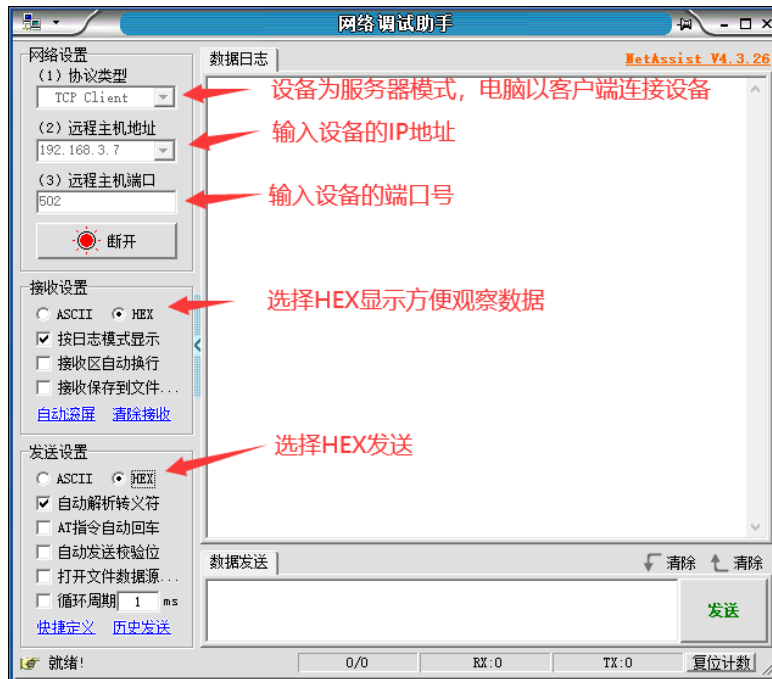 网络调试助手
网络设置
(1) 协议类型
TCP Client
(2) 远程主机地址
192.168.3.7
(3) 远程主机端口
502
断开
接收设置
ASCII HEX
按日志模式显示
接收区自动换行
接收保存到文件...
自动滚屏 清除接收
发送设置
ASCII HEX
自动解析转义符
AT指令自动回车
自动发送校验位
打开文件数据源...
循环周期 1 ms
快捷定义 历史发送
数据日志
NetAssist V4.3.26
设备为服务器模式，电脑以客户端连接设备
输入设备的IP地址
输入设备的端口号
选择HEX显示方便观察数据
选择HEX发送
数据发送
清除 清除
发送
就绪! 0/0 RX:0 TX:0 复位计数